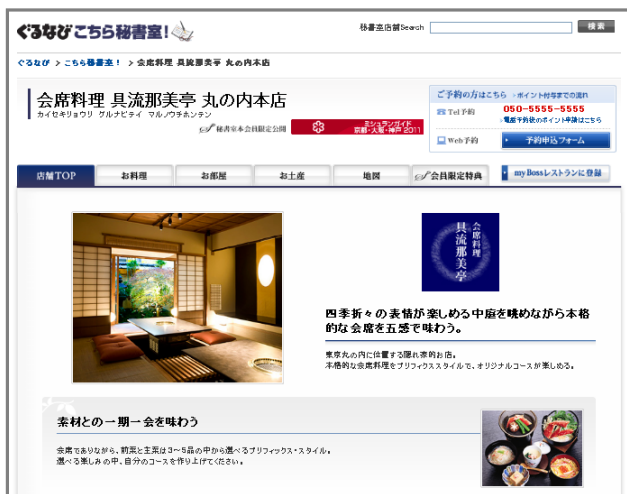 ぐるなびこちら秘書室!
秘書室店舗Search
検索
ぐるなび > こちら秘書室! > 会席料理 具流那美亭 丸の内本店
会席料理 具流那美亭 丸の内本店
カイセキリョウリ グルナビテイ マルノウチホンテン
秘書室本会員限定公開
ミシュランガイド
京都・大阪・神戸 2011
ご予約の方はこちら ›ポイント付与までの流れ
Tel予約 050-5555-5555
›電話予約後のポイント申請はこちら
Web予約 予約申込フォーム
店舗TOP お料理 お部屋 お土産 地図 会員限定特典
my Bossレストランに登録
会席料理
具流那美亭
四季折々の表情が楽しめる中庭を眺めながら本格
的な会席を五感で味わう。
東京丸の内に位置する隠れ家的お店。
本格的な会席料理をプリフィクススタイルで、オリジナルコースが楽しめる。
素材との一期一会を味わう
会席でありながら、前菜と主菜は3~5品の中から選べるプリフィックス・スタイル。
選べる楽しみの中、自分のコースを作り上げてください。